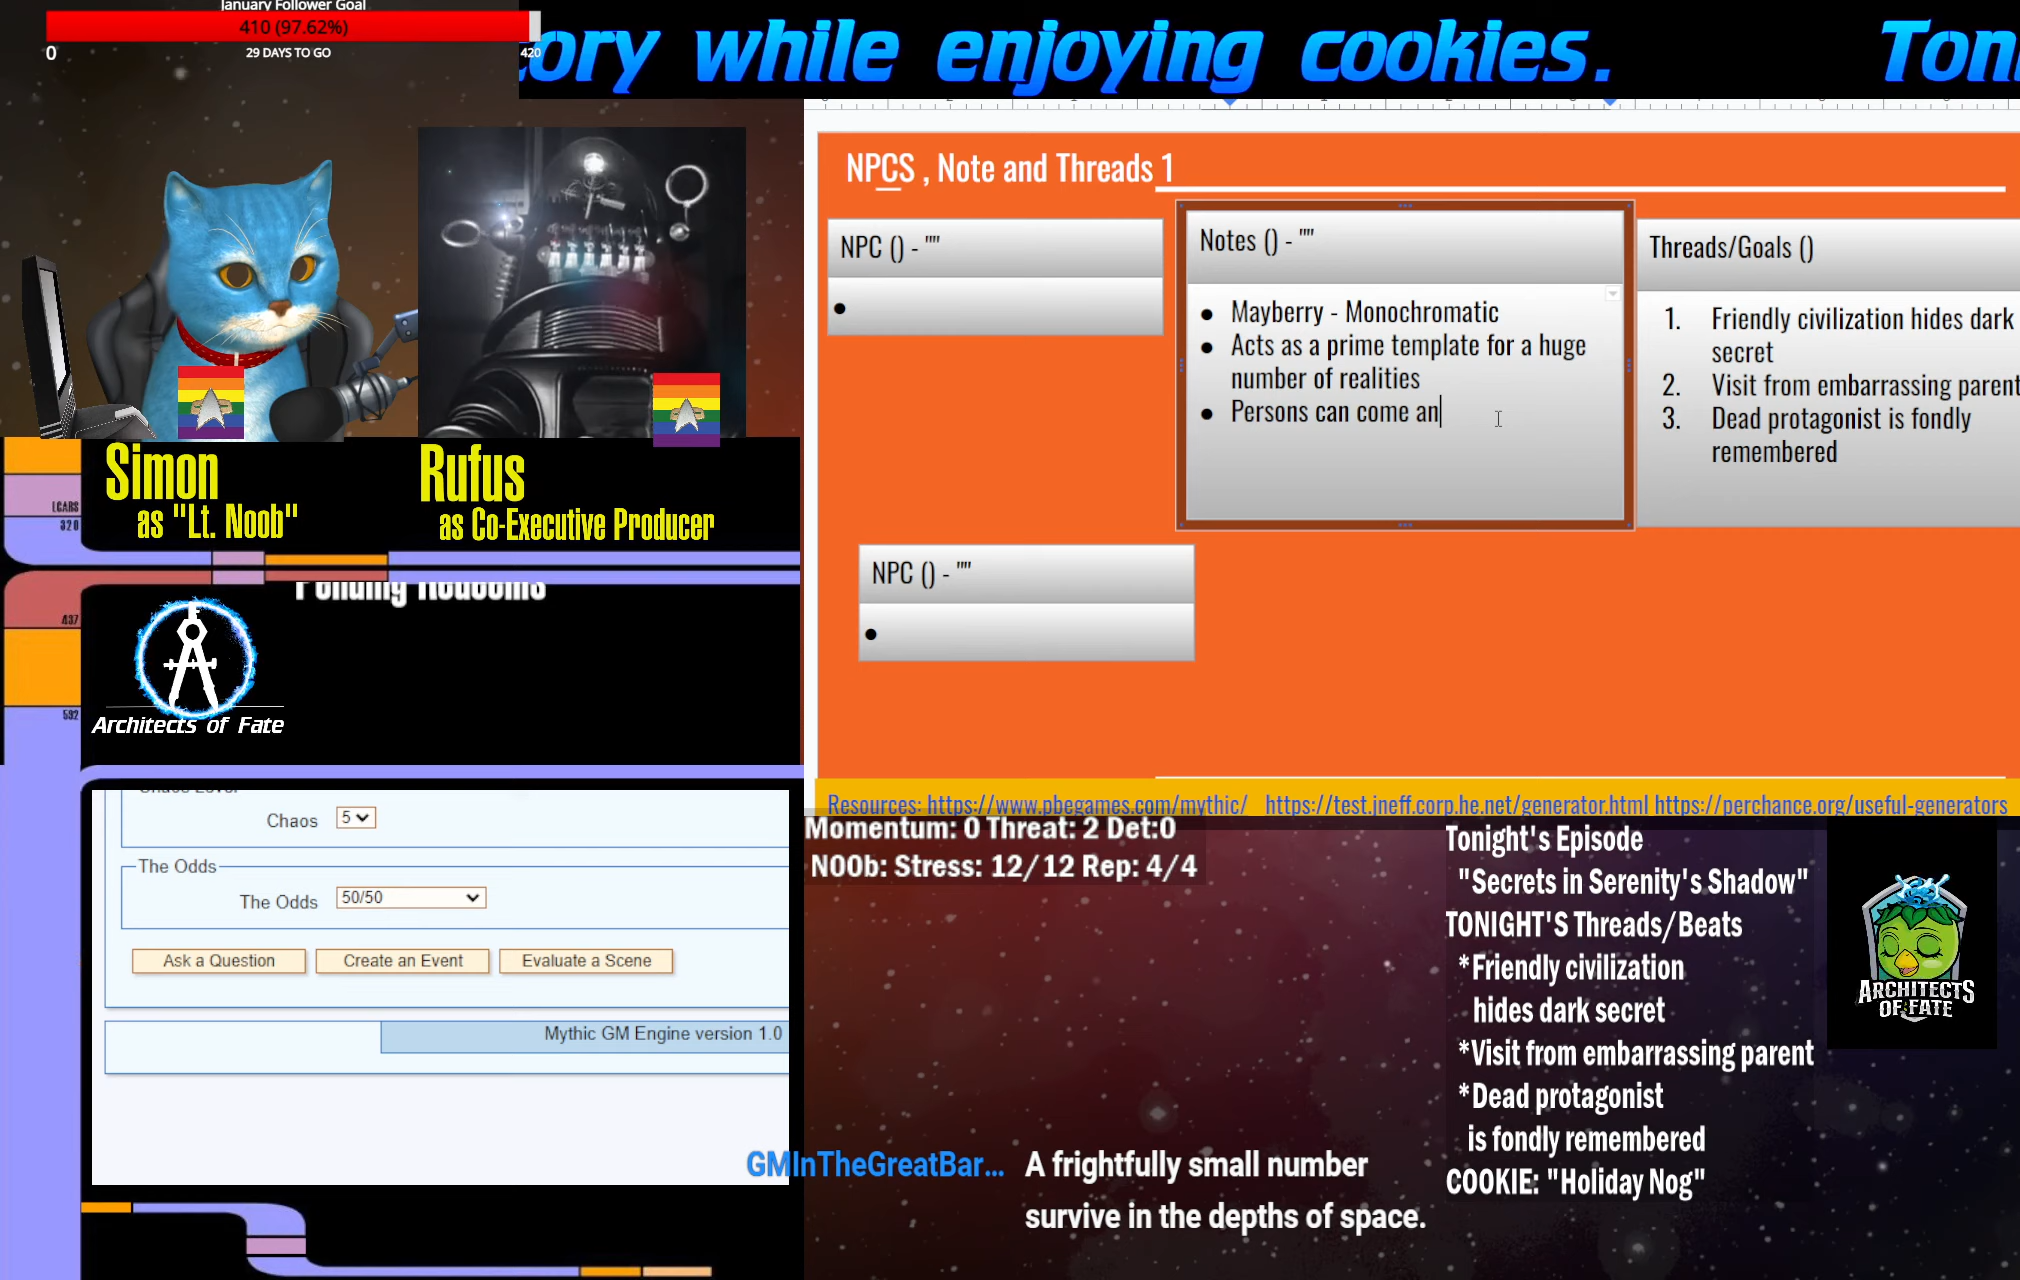 January Follower Goal
410 (97.62%)
0
29 DAYS TO GO
420
ory while enjoying cookies.
Ton
Simon
as "Lt. Noob"
Rufus
as Co-Executive Producer
LCARS
320
437
592
Architects of Fate
Chaos
5
The Odds
The Odds
50/50
Ask a Question
Create an Event
Evaluate a Scene
Mythic GM Engine version 1.0
NPCS , Note and Threads 1
NPC () - ""
Notes () - ""
● Mayberry - Monochromatic
● Acts as a prime template for a huge
number of realities
● Persons can come an
Threads/Goals ()
1. Friendly civilization hides dark
secret
2. Visit from embarrassing parent
3. Dead protagonist is fondly
remembered
NPC () - ""
Resources: https://www.pbegames.com/mythic/ https://test.jneff.corp.he.net/generator.html https://perchance.org/useful-generators
Momentum: 0 Threat: 2 Det:0
N00b: Stress: 12/12 Rep: 4/4
Tonight's Episode
"Secrets in Serenity's Shadow"
TONIGHT'S Threads/Beats
*Friendly civilization
hides dark secret
*Visit from embarrassing parent
*Dead protagonist
is fondly remembered
COOKIE: "Holiday Nog"
ARCHITECTS
OF FATE
GMInTheGreatBar...
A frightfully small number
survive in the depths of space.